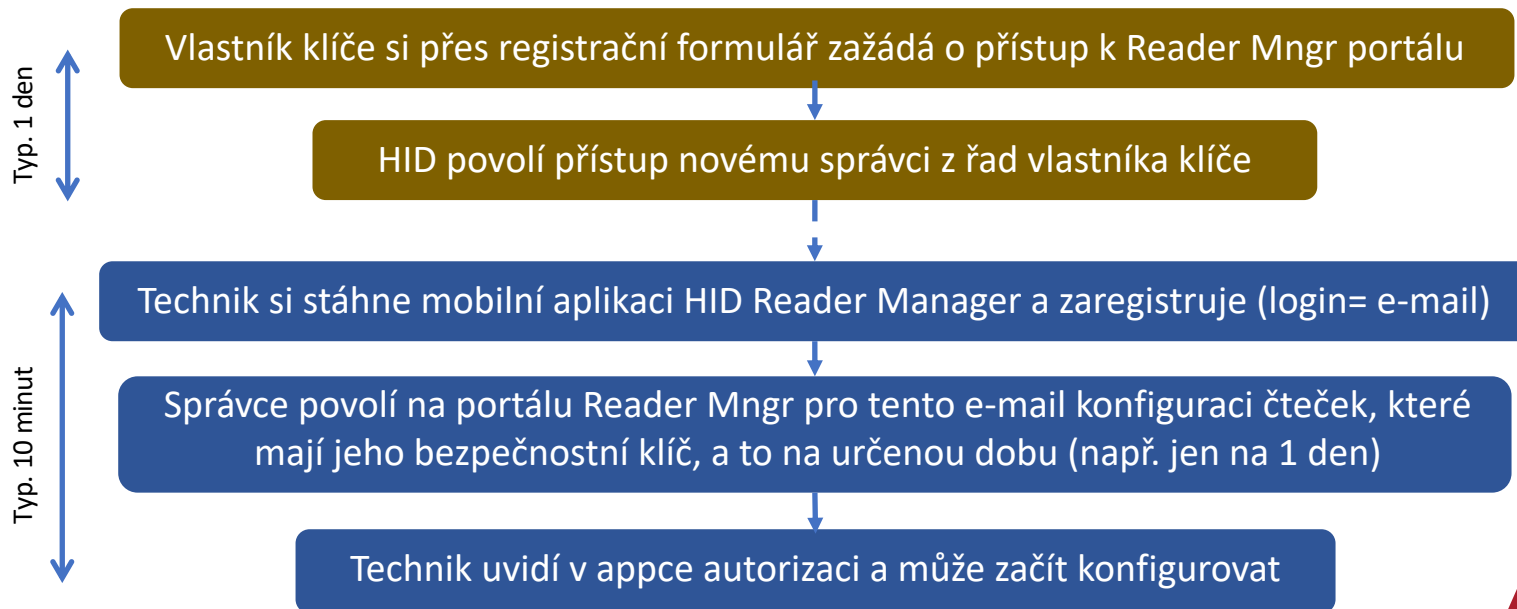 Vlastník klíče si přes registrační formulář zažádá o přístup k Reader Mngr portálu
Typ. 1 den
HID povolí přístup novému správci z řad vlastníka klíče
Technik si stáhne mobilní aplikaci HID Reader Manager a zaregistruje (login= e-mail)
Typ. 10 minut
Správce povolí na portálu Reader Mngr pro tento e-mail konfiguraci čteček, které
mají jeho bezpečnostní klíč, a to na určenou dobu (např. jen na 1 den)
Technik uvidí v appce autorizaci a může začít konfigurovat